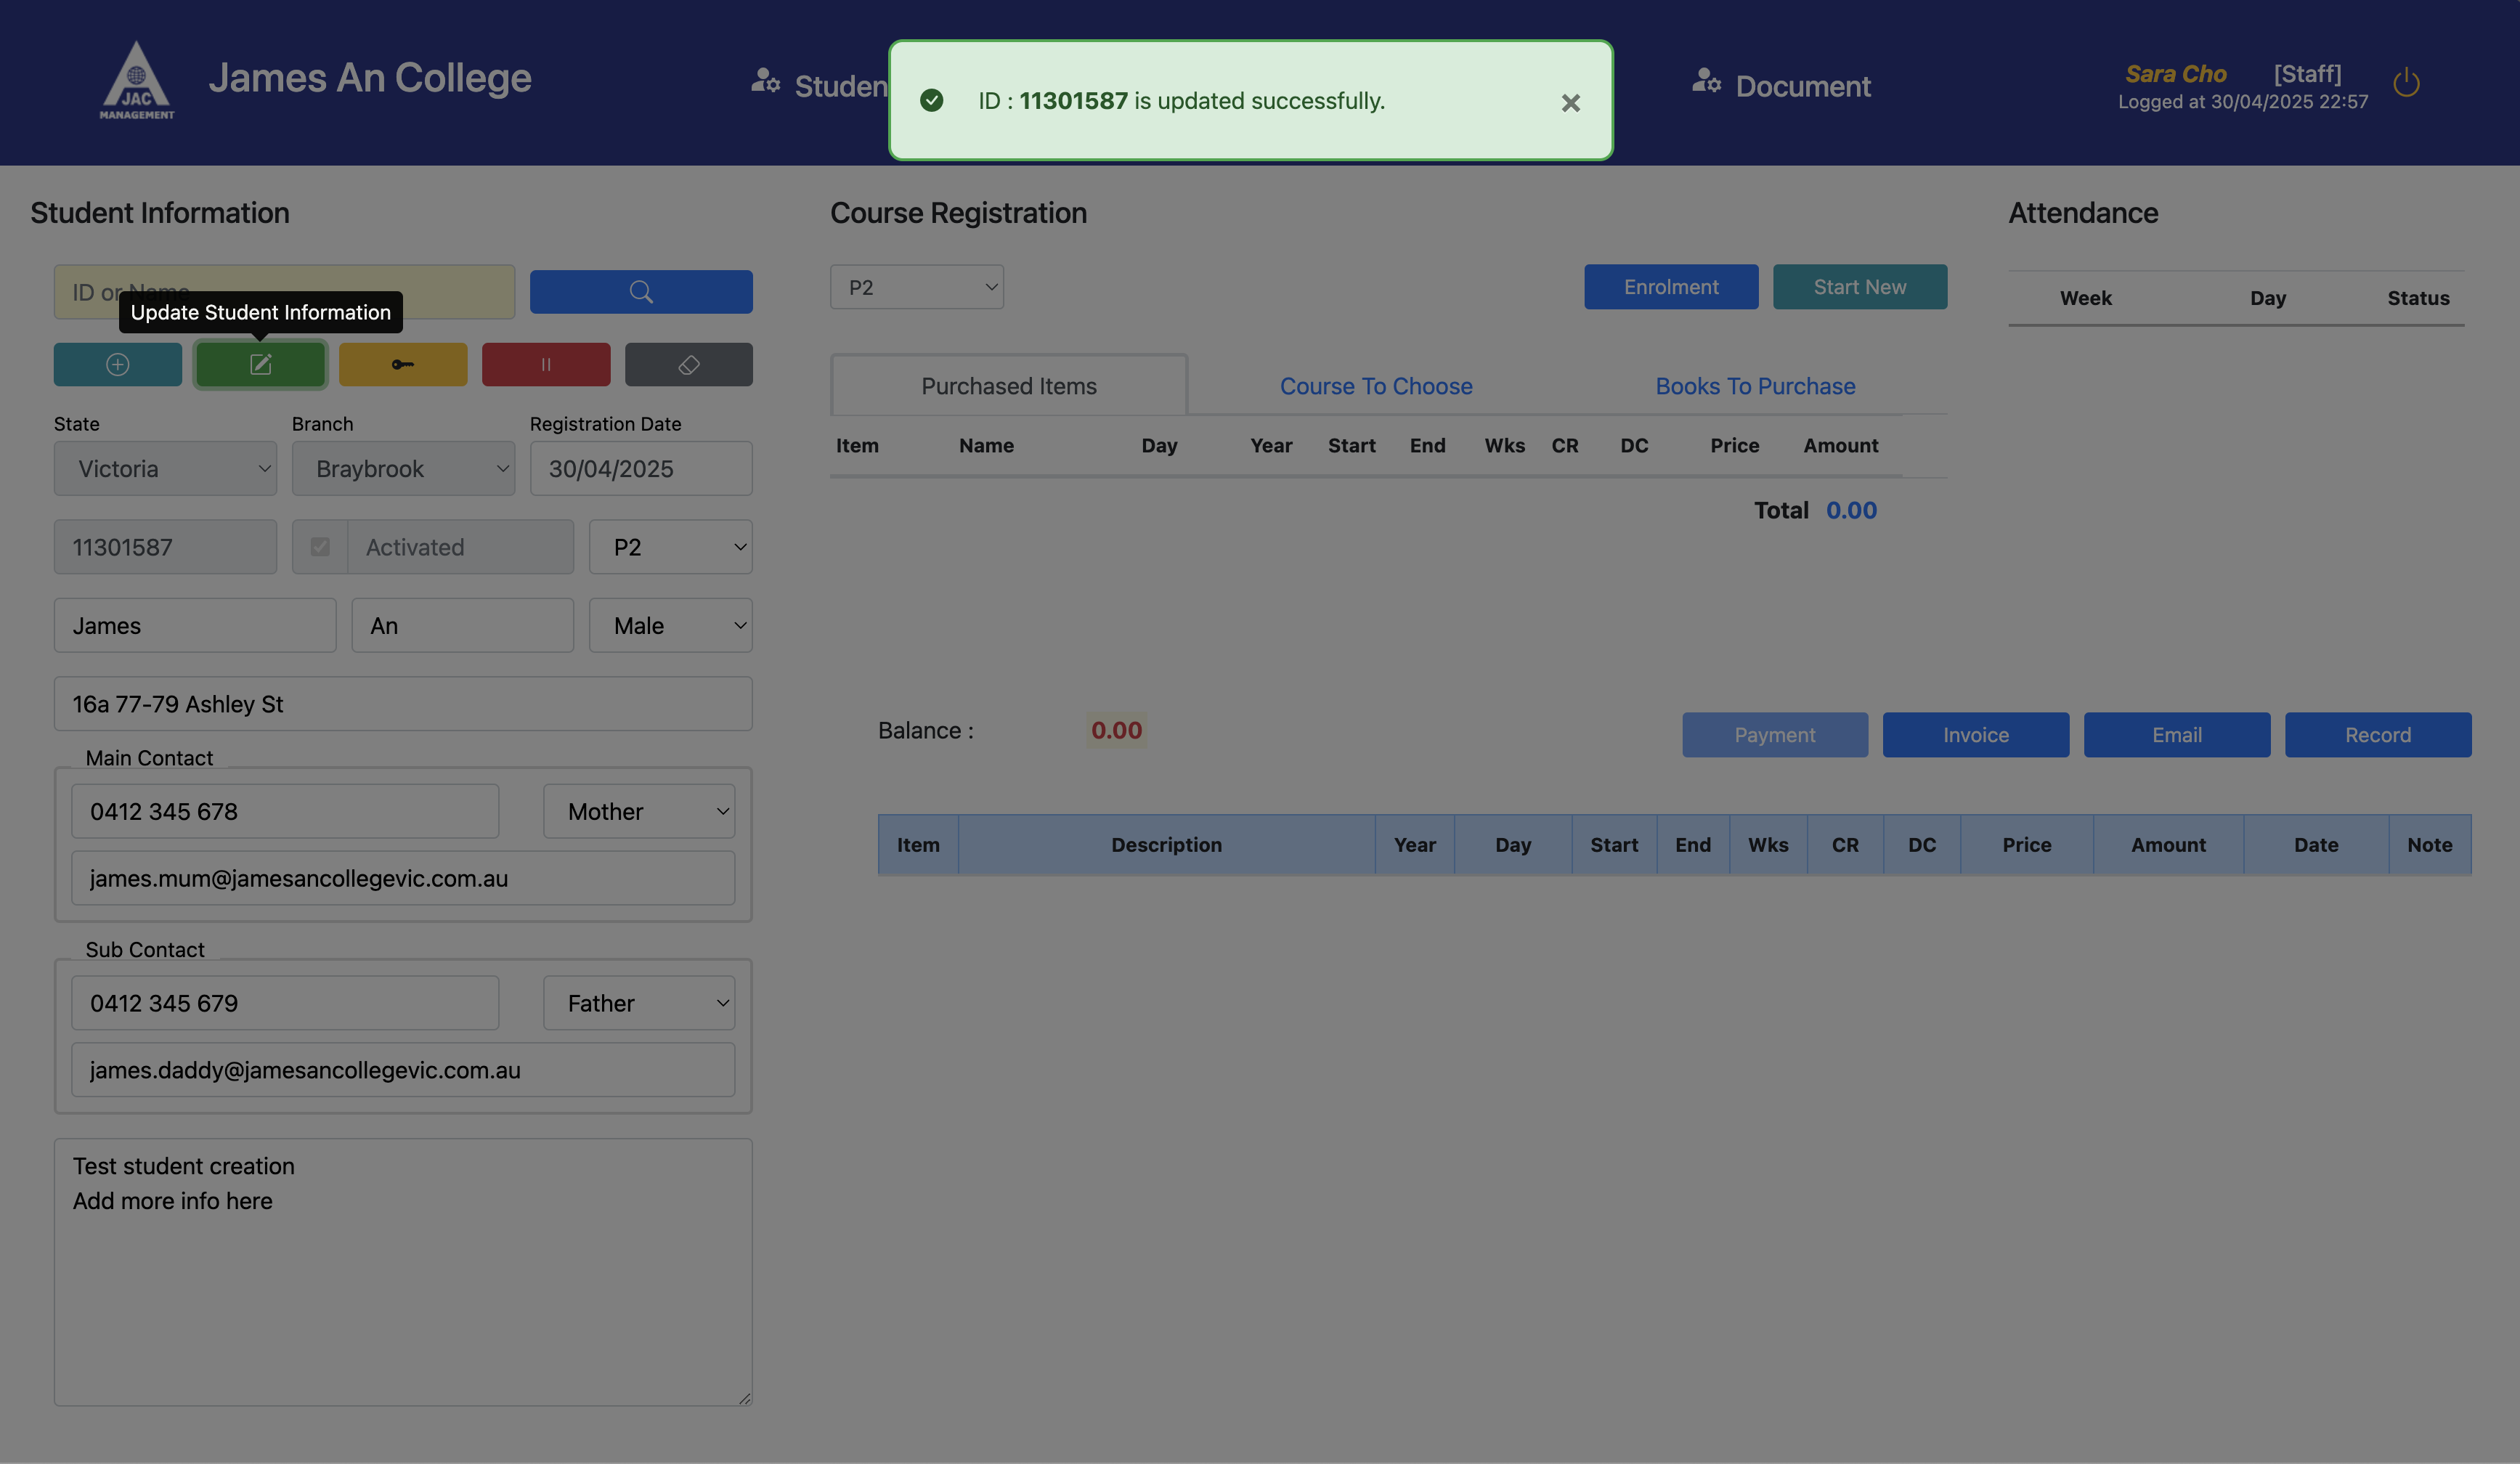 JAC
MANAGEMENT
James An College
Studen
ID : 11301587 is updated successfully.
Document
Sara Cho [Staff]
Logged at 30/04/2025 22:57
Student Information
ID or Name
Update Student Information
State Branch Registration Date
Victoria Braybrook 30/04/2025
11301587 Activated P2
James An Male
16a 77-79 Ashley St
Main Contact
0412 345 678 Mother
james.mum@jamesancollegevic.com.au
Sub Contact
0412 345 679 Father
james.daddy@jamesancollegevic.com.au
Test student creation
Add more info here
Course Registration
P2 Enrolment Start New
Purchased Items Course To Choose Books To Purchase
Item Name Day Year Start End Wks CR DC Price Amount
Total 0.00
Attendance
Week Day Status
Balance : 0.00 Payment Invoice Email Record
Item Description Year Day Start End Wks CR DC Price Amount Date Note